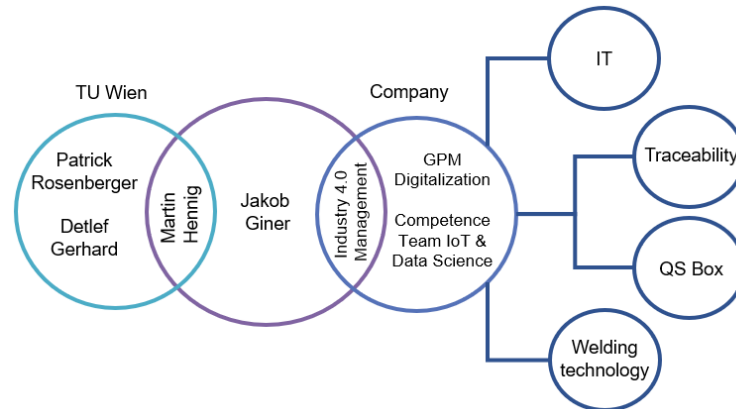 TU Wien
Patrick
Rosenberger
Detlef
Gerhard
Martin
Hennig
Jakob
Giner
Company
Industry 4.0
Management
GPM
Digitalization
Competence
Team IoT &
Data Science
IT
Traceability
QS Box
Welding
technology